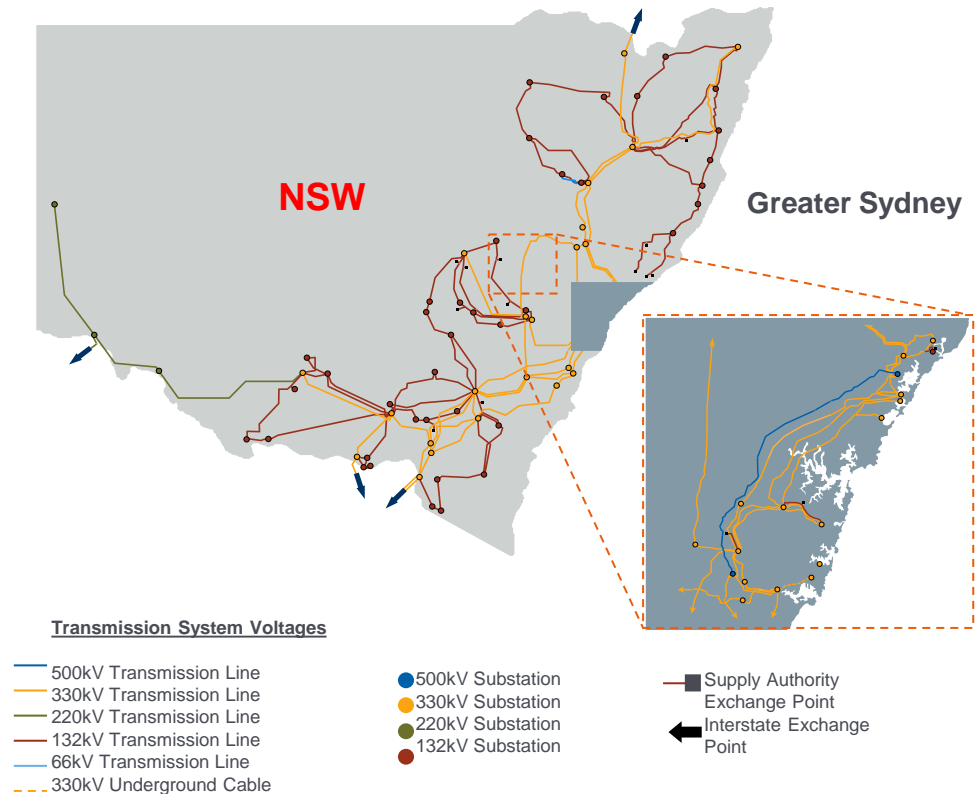 NSW
Greater Sydney
Transmission System Voltages
500kV Transmission Line
330kV Transmission Line
220kV Transmission Line
132kV Transmission Line
66kV Transmission Line
330kV Underground Cable
500kV Substation
330kV Substation
220kV Substation
132kV Substation
Supply Authority
Exchange Point
Interstate Exchange
Point